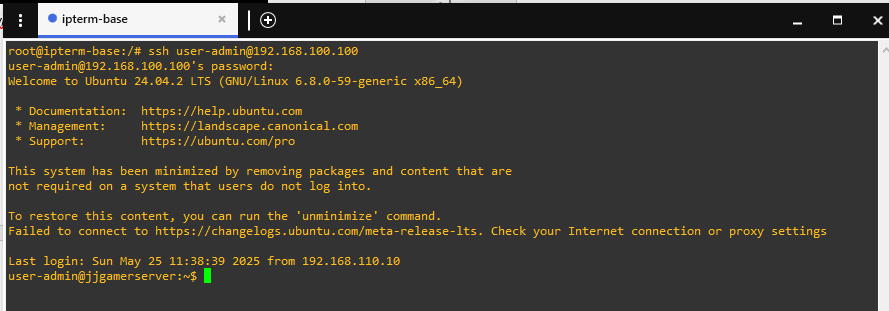 ipterm-base
root@ipterm-base:/# ssh user-admin@192.168.100.100
user-admin@192.168.100.100's password:
Welcome to Ubuntu 24.04.2 LTS (GNU/Linux 6.8.0-59-generic x86_64)

 * Documentation:  https://help.ubuntu.com
 * Management:     https://landscape.canonical.com
 * Support:        https://ubuntu.com/pro

This system has been minimized by removing packages and content that are
not required on a system that users do not log into.

To restore this content, you can run the 'unminimize' command.
Failed to connect to https://changelogs.ubuntu.com/meta-release-lts. Check your Internet connection or proxy settings

Last login: Sun May 25 11:38:39 2025 from 192.168.110.10
user-admin@jjgamerserver:~$